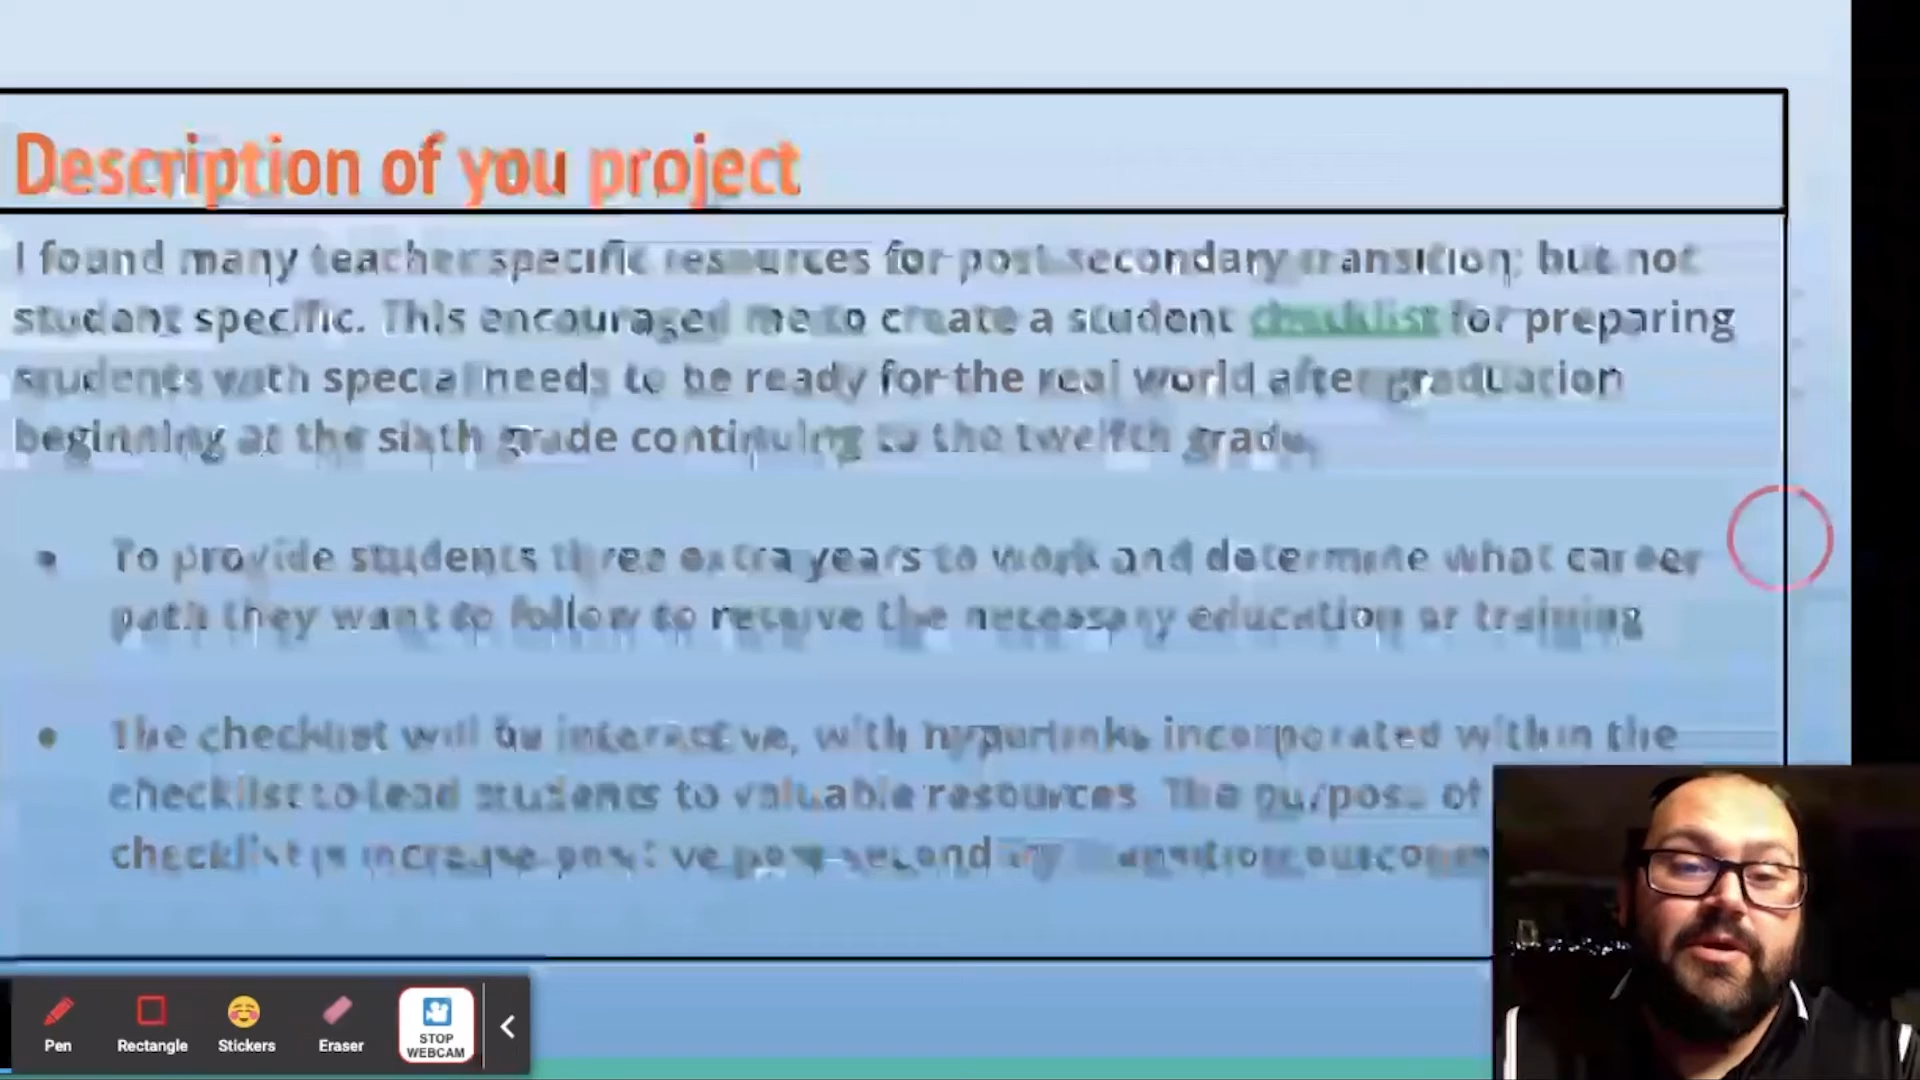 Description of you project
I found many teacher specific resources for post-secondary transition, but not
student specific. This encouraged me to create a student checklist for preparing
students with special needs to be ready for the real world after graduation
beginning at the sixth grade continuing to the twelfth grade.
• To provide students three extra years to work and determine what career
path they want to follow to receive the necessary education or training
• The checklist will be interactive, with hyperlinks incorporated within the
checklist to lead students to valuable resources. The purpose of
checklist is increase positive post-secondary transition
Pen
Rectangle
Stickers
Eraser
STOP
WEBCAM